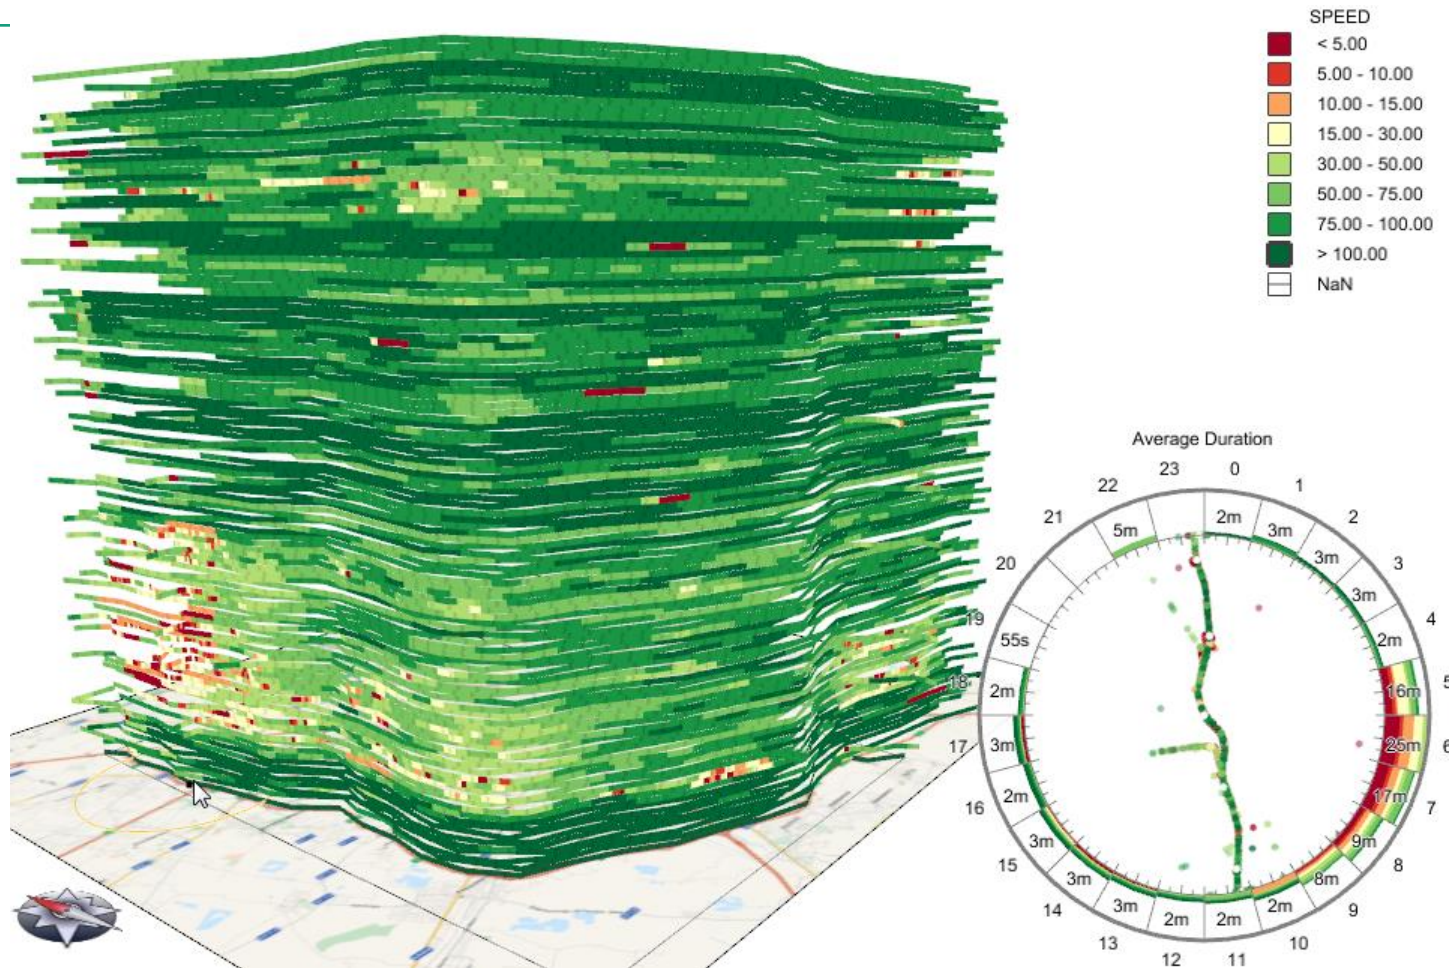 SPEED
< 5.00
5.00 - 10.00
10.00 - 15.00
15.00 - 30.00
30.00 - 50.00
50.00 - 75.00
75.00 - 100.00
> 100.00
NaN
Average Duration
23
0
22
1
21
2
20
3
19
4
18
5
17
6
16
7
15
8
14
9
13
10
12
11
5m
2m
3m
3m
3m
2m
16m
25m
17m
9m
8m
2m
2m
2m
3m
3m
3m
2m
3m
2m
55s